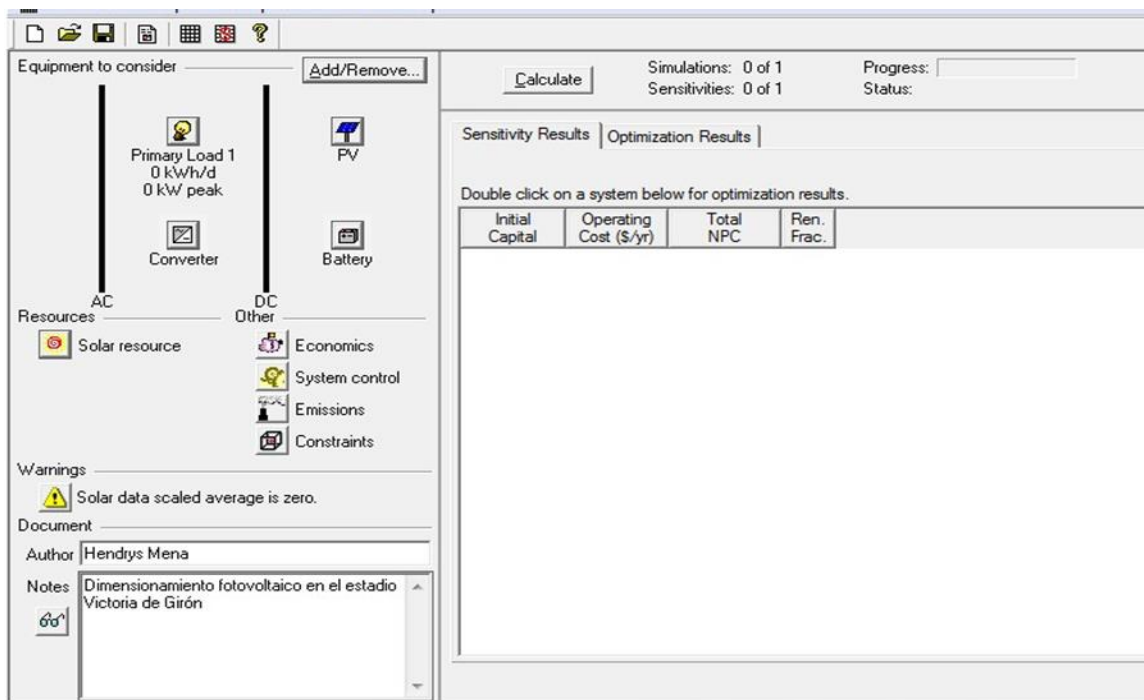 Equipment to consider
Add/Remove...
Primary Load 1
0 kWh/d
0 kW peak
PV
Converter
Battery
AC
DC
Resources
Other
Solar resource
Economics
System control
Emissions
Constraints
Warnings
Solar data scaled average is zero.
Document
Author Hendrys Mena
Notes Dimensionamiento fotovoltaico en el estadio
Victoria de Girón
Calculate
Simulations: 0 of 1
Sensitivities: 0 of 1
Progress:
Status:
Sensitivity Results
Optimization Results
Double click on a system below for optimization results.
Initial
Capital
Operating
Cost ($/yr)
Total
NPC
Ren.
Frac.